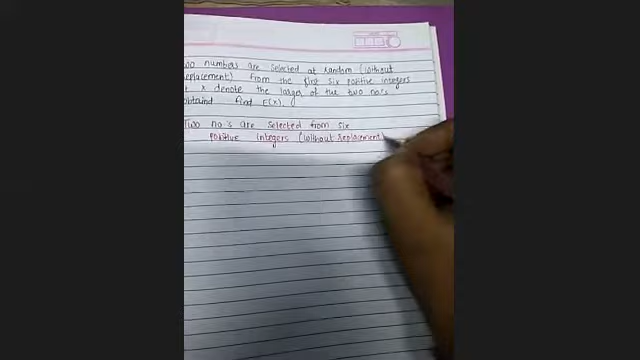 wo numbers are selected at random (without
eplacement) from the first six positive integers
t x denote the larger of the two no's
obtaind find E(x).
Two no's are selected from six
positive integers (without replacement)